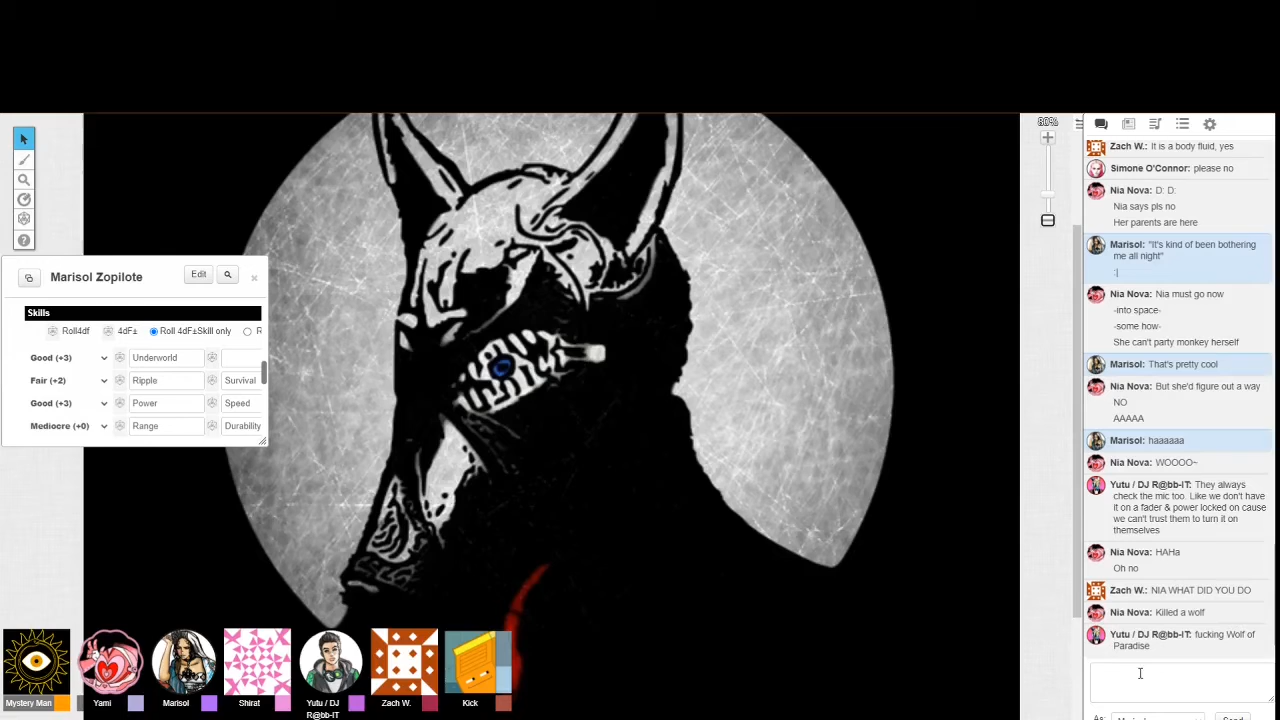 80%
Zach W.: It is a body fluid, yes
Simone O'Connor: please no
Nia Nova: D: D:
Nia says pls no
Her parents are here
Marisol: "It's kind of been bothering
me all night"
:|
Nia Nova: Nia must go now
-into space-
-some how-
She can't party monkey herself
Marisol: That's pretty cool
Nia Nova: But she'd figure out a way
NO
AAAAA
Marisol: haaaaaa
Nia Nova: WOOOO~
Yutu / DJ R@bb-IT: They always
check the mic too. Like we don't have
it on a fader & power locked on cause
we can't trust them to turn it on
themselves
Nia Nova: HAHa
Oh no
Zach W.: NIA WHAT DID YOU DO
Nia Nova: Killed a wolf
Yutu / DJ R@bb-IT: fucking Wolf of
Paradise
As:
Marisol Zopilote
Edit
Skills
Roll4df 4dF± Roll 4dF±Skill only R
Good (+3) Underworld
Fair (+2) Ripple Survival
Good (+3) Power Speed
Mediocre (+0) Range Durability
Mystery Man
Yami
Marisol
Shirat
Yutu / DJ
R@bb-IT
Zach W.
Kick